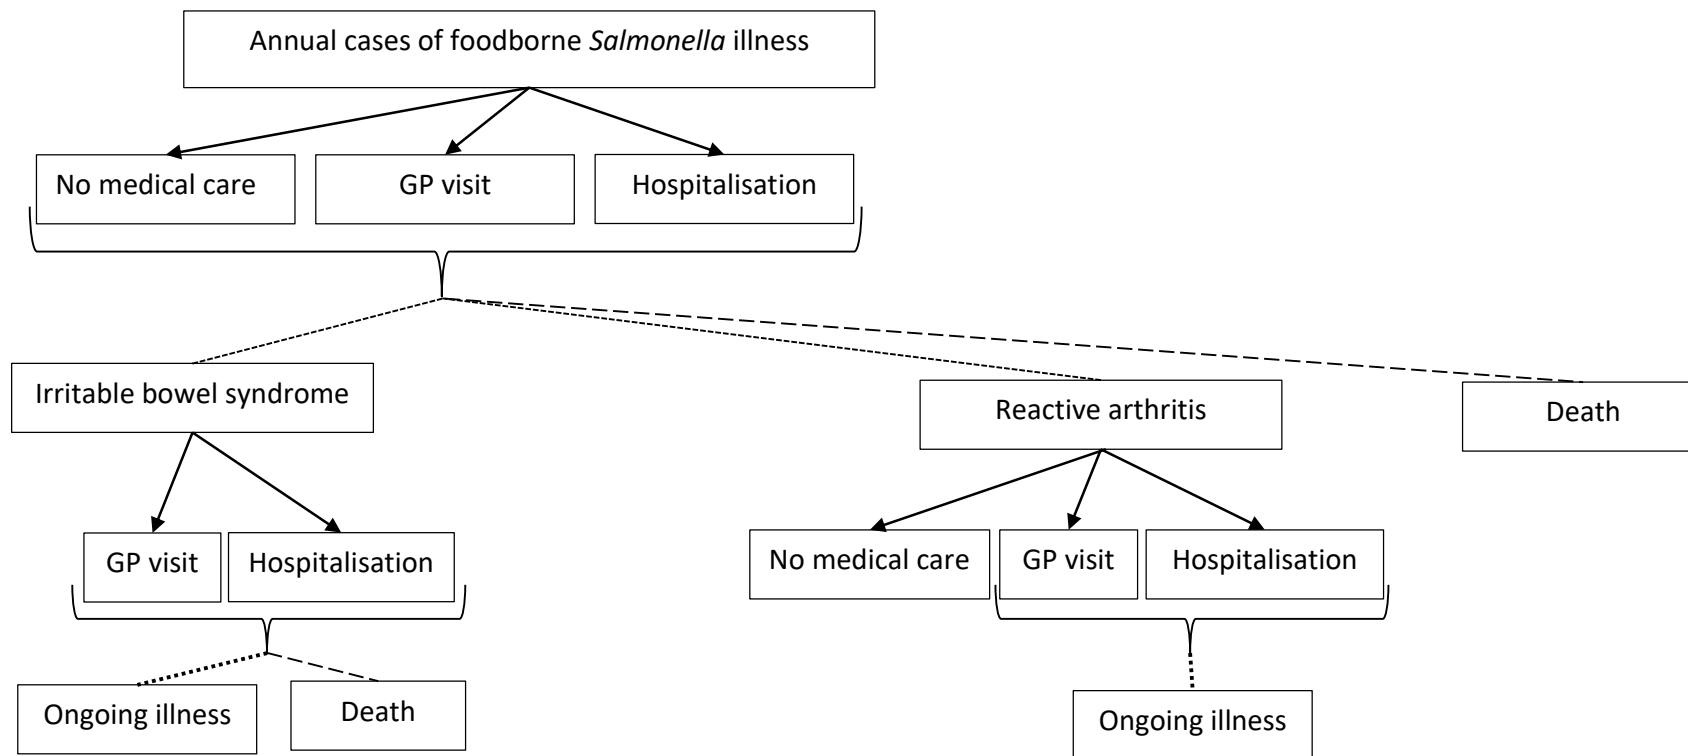 Annual cases of foodborne Salmonella illness
No medical care
GP visit
Hospitalisation
Irritable bowel syndrome
Reactive arthritis
Death
GP visit
Hospitalisation
No medical care
GP visit
Hospitalisation
Ongoing illness
Death
Ongoing illness